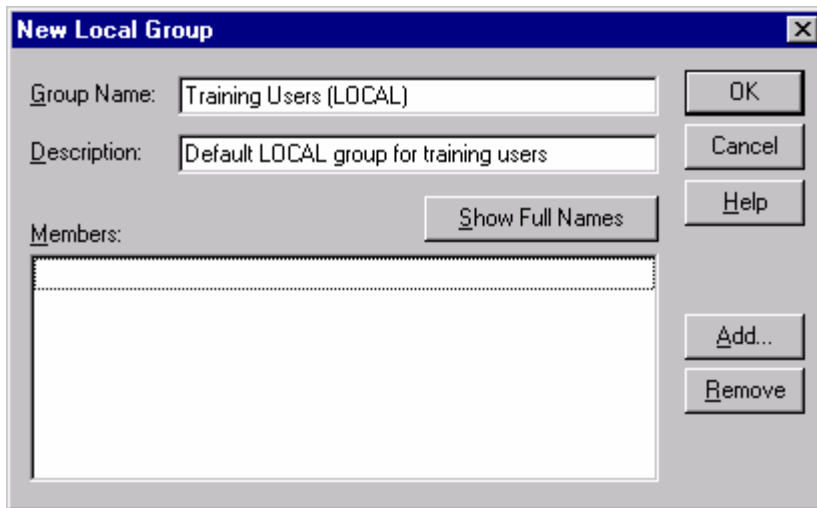 New Local Group
Group Name: Training Users (LOCAL) OK
Description: Default LOCAL group for training users Cancel
Show Full Names Help
Members:
Add...
Remove